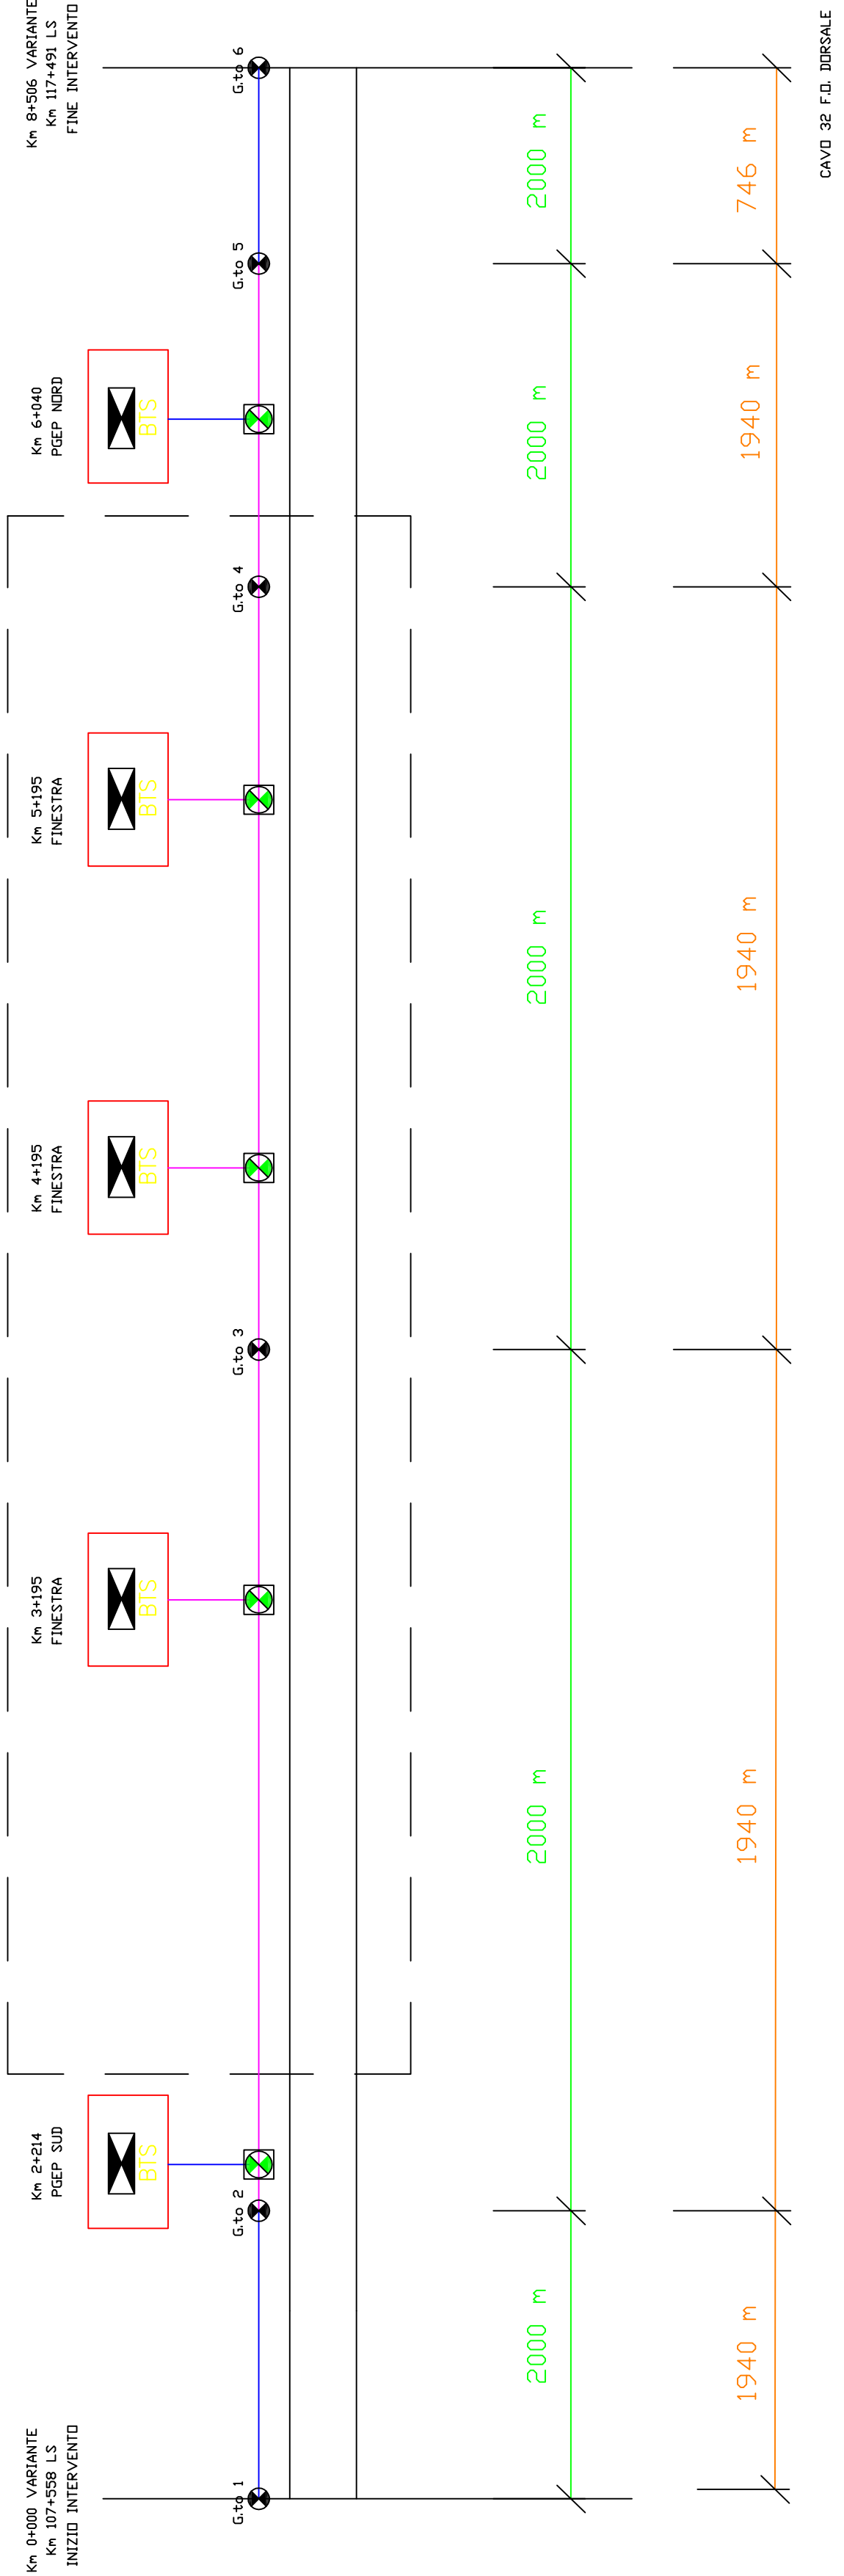 Km 0+000 VARIANTE
Km 107+558 LS
INIZIO INTERVENTO
Km 2+214
PGEP SUD
Km 3+195
FINESTRA
Km 4+195
FINESTRA
Km 5+195
FINESTRA
Km 6+040
PGEP NORD
Km 8+506 VARIANTE
Km 117+491 LS
FINE INTERVENTO
BTS
BTS
BTS
BTS
BTS
G.to 1
G.to 2
G.to 3
G.to 4
G.to 5
G.to 6
2000 m
2000 m
2000 m
2000 m
2000 m
1940 m
1940 m
1940 m
1940 m
746 m
CAVO 32 F.O. DORSALE